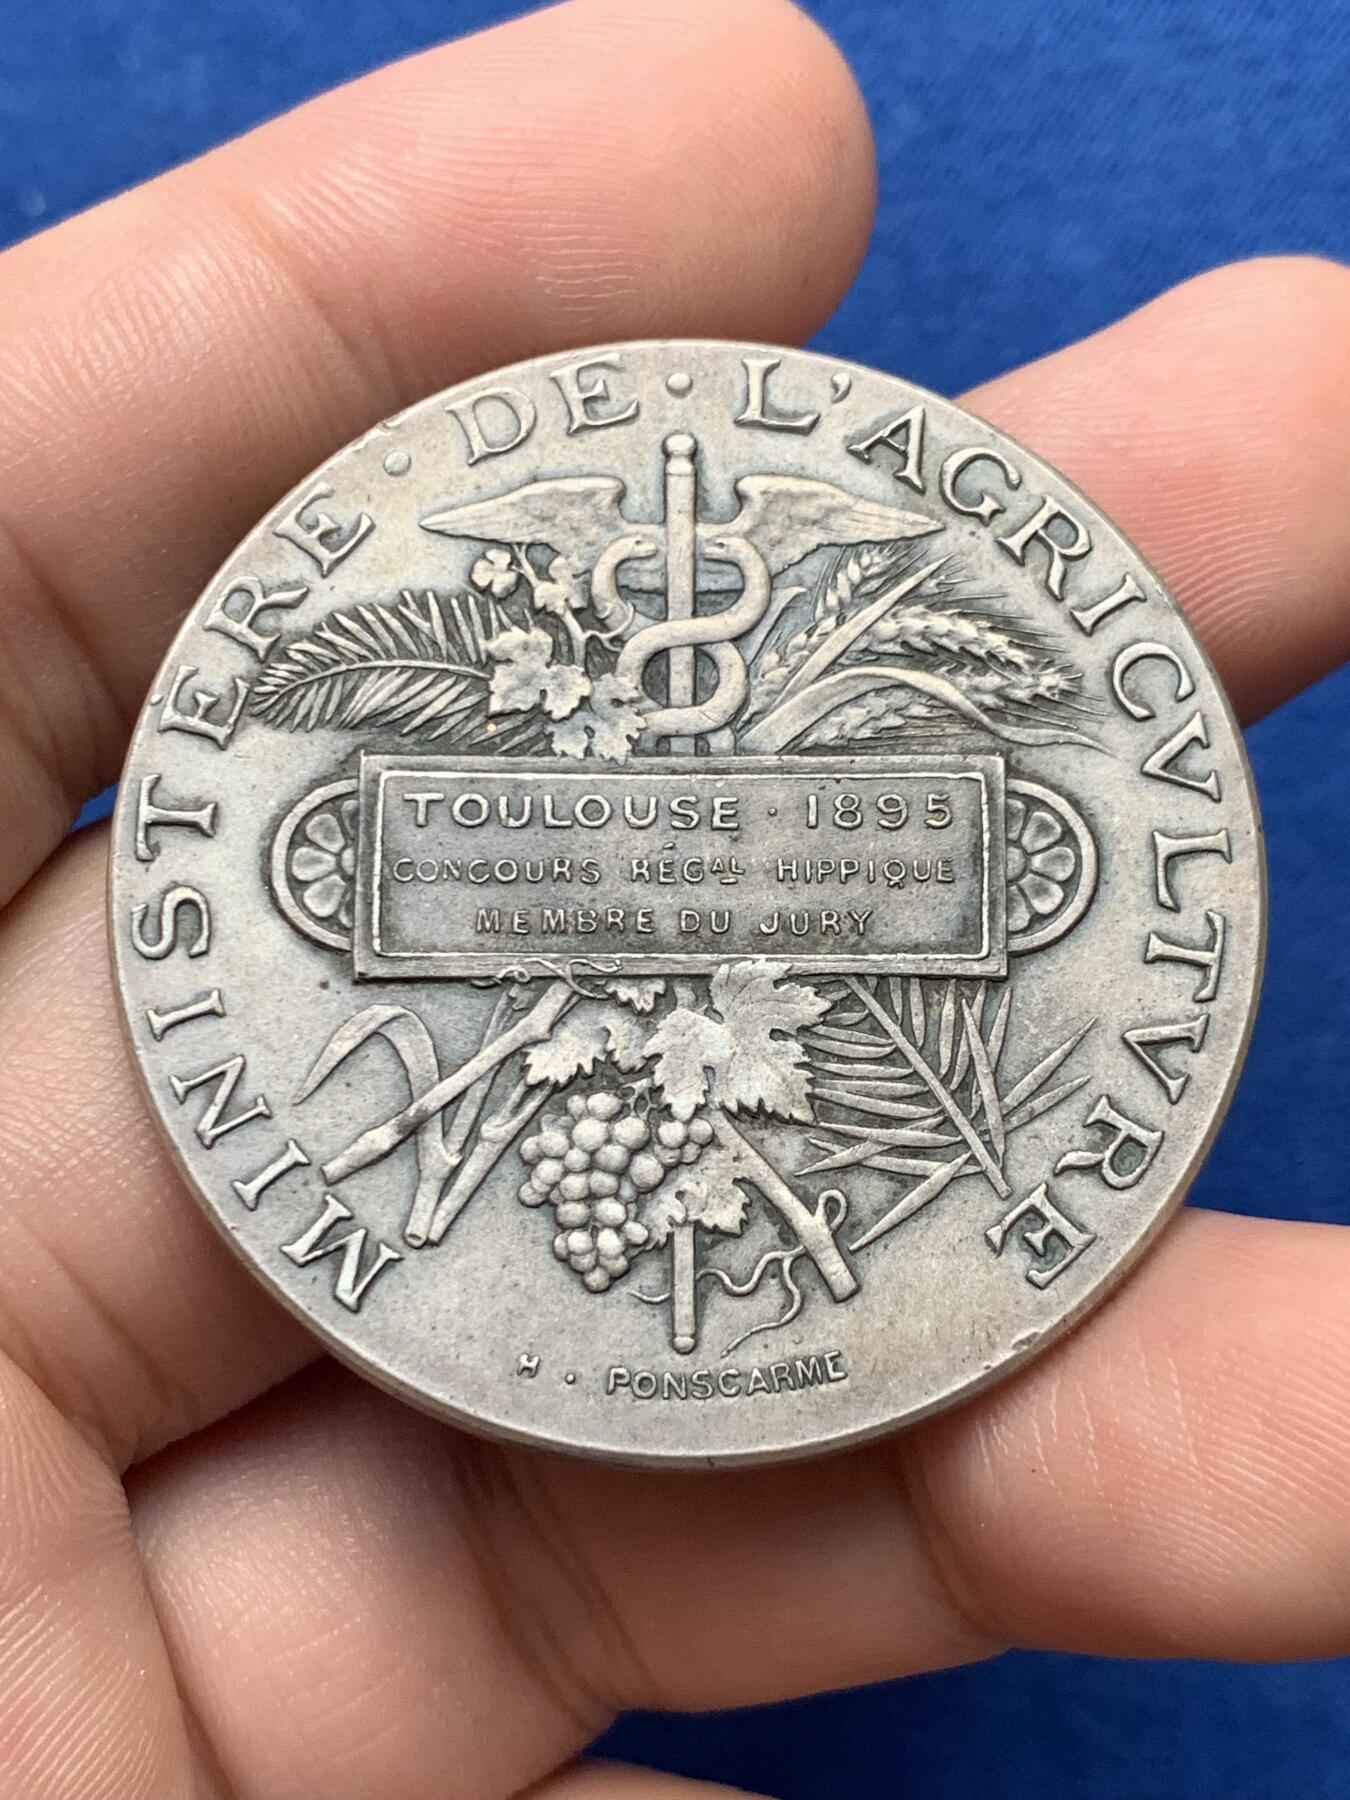 MINISTÈRE · DE · L'AGRICVLTVRE
TOULOUSE · 1895
CONCOURS RÉGAL HIPPIQUE
MEMBRE DU JURY
H · PONSCARME